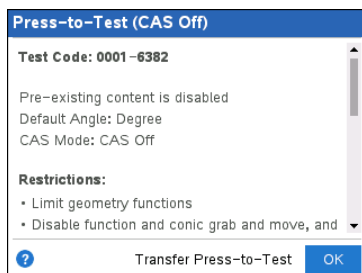 Press-to-Test (CAS Off)
Test Code: 0001-6382
Pre-existing content is disabled
Default Angle: Degree
CAS Mode: CAS Off
Restrictions:
• Limit geometry functions
• Disable function and conic grab and move, and
?
Transfer Press-to-Test
OK